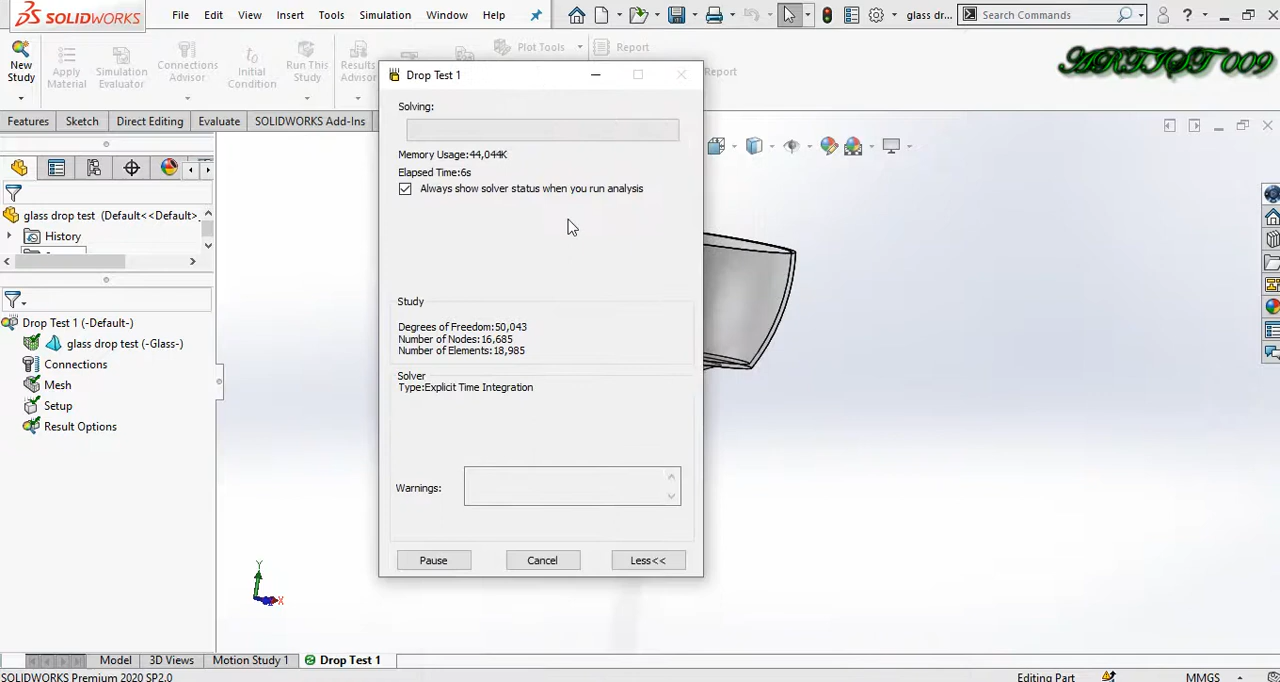 SOLIDWORKS
File Edit View Insert Tools Simulation Window Help
glass dr...
Search Commands
New Study
Apply Material
Simulation Evaluator
Connections Advisor
Initial Condition
Run This Study
Results Advisor
Plot Tools
Report
Report
ARTIST 009
Features Sketch Direct Editing Evaluate SOLIDWORKS Add-Ins
Drop Test 1
Solving:
Memory Usage:44,044K
Elapsed Time:6s
Always show solver status when you run analysis
Study
Degrees of Freedom:50,043
Number of Nodes:16,685
Number of Elements:18,985
Solver
Type:Explicit Time Integration
Warnings:
Pause Cancel Less<<
glass drop test (Default<<Default>_
History
Drop Test 1 (-Default-)
glass drop test (-Glass-)
Connections
Mesh
Setup
Result Options
Y
X
Model 3D Views Motion Study 1 Drop Test 1
SOLIDWORKS Premium 2020 SP2.0
Editing Part
MMGS